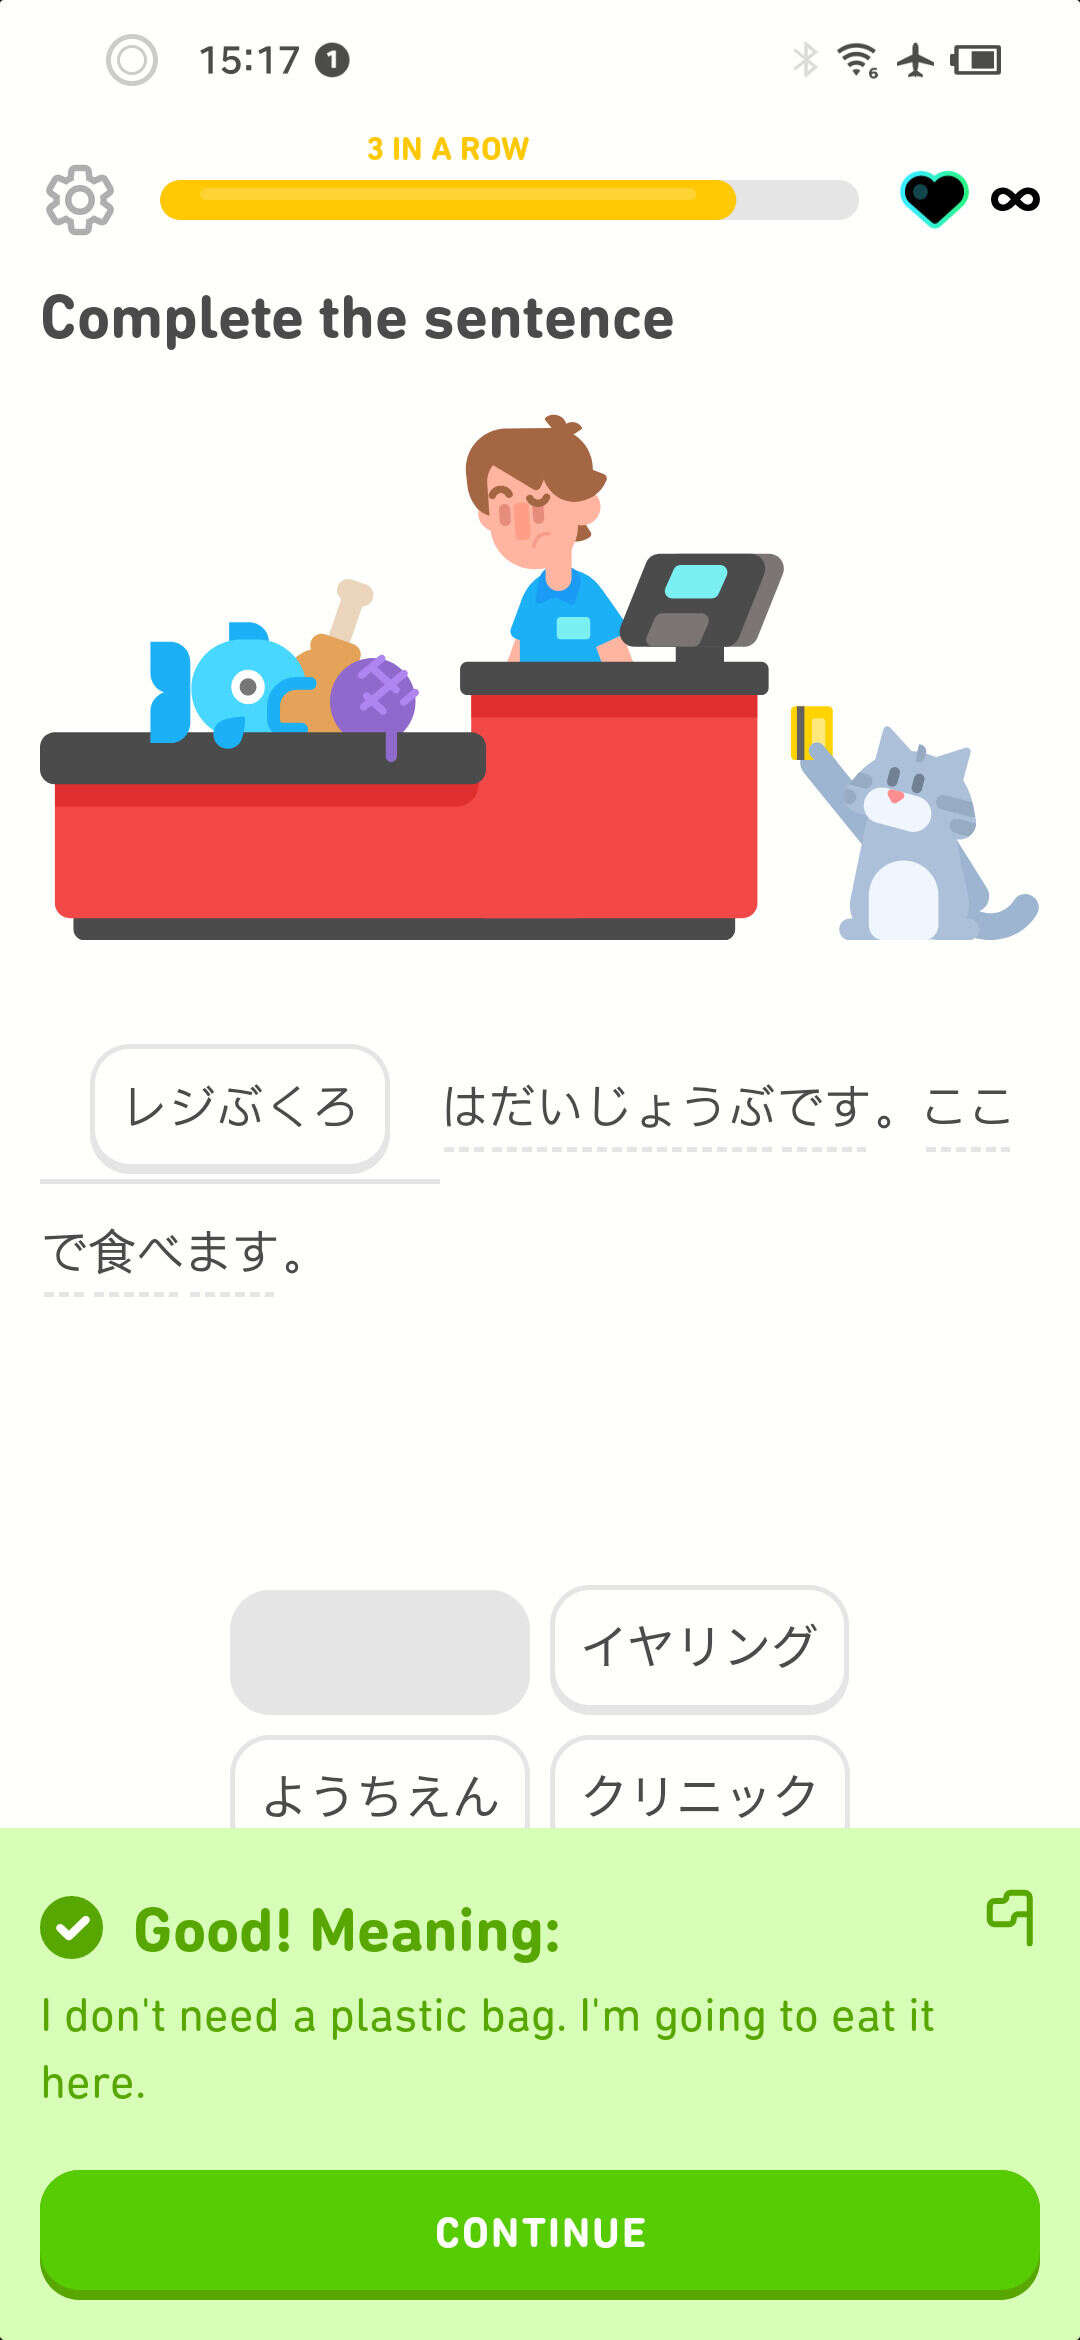 15:17 1
6
3 IN A ROW
Complete the sentence
レジぶくろ はだいじょうぶです。ここ
で食べます。
イヤリング
ようちえん クリニック
Good! Meaning:
I don't need a plastic bag. I'm going to eat it
here.
CONTINUE